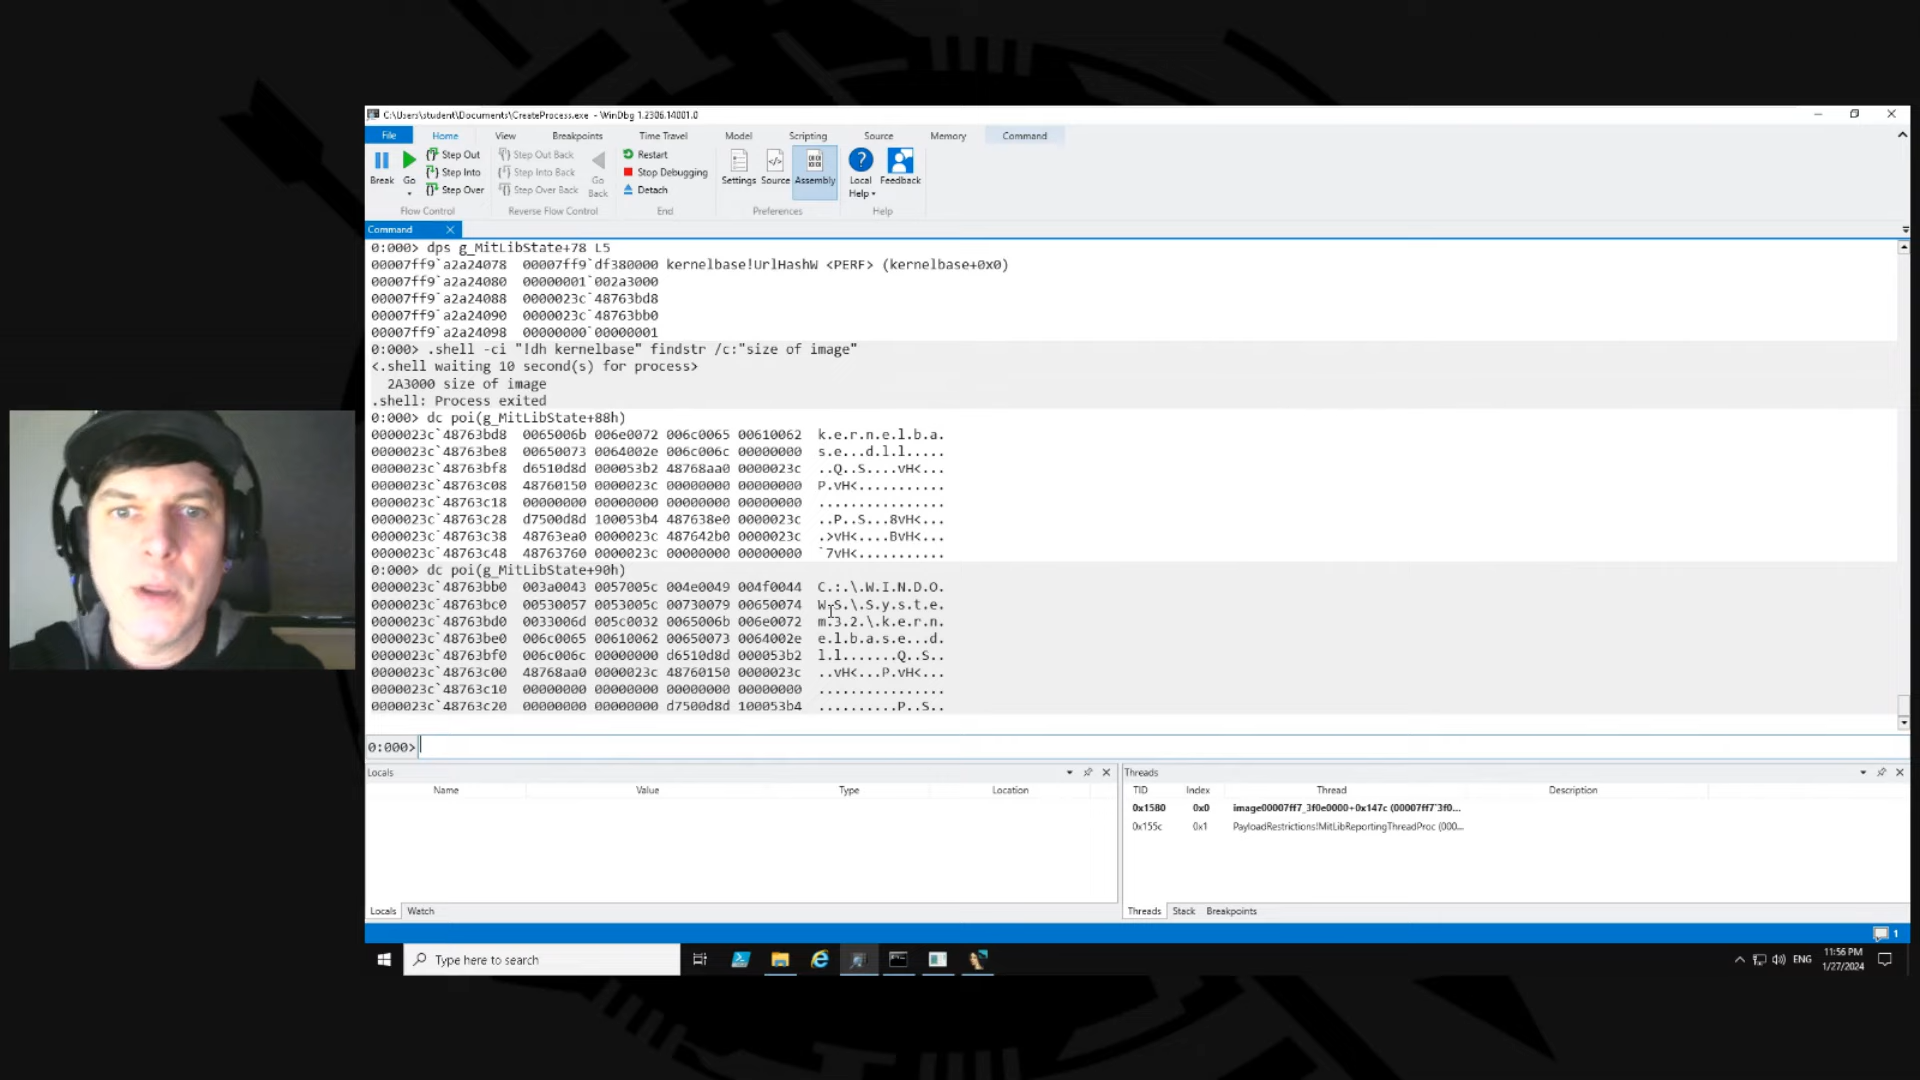 C:\Users\student\Documents\CreateProcess.exe - WinDbg 1.2306.14001.0
File Home View Breakpoints Time Travel Model Scripting Source Memory Command
Break Go Step Out Step Into Step Over
Step Out Back Step Into Back Step Over Back Go Back
Restart Stop Debugging Detach
Settings Source Assembly Local Help Feedback
Flow Control Reverse Flow Control End Preferences Help
Command
0:000> dps g_MitLibState+78 L5
00007ff9`a2a24078  00007ff9`df380000 kernelbase!UrlHashW <PERF> (kernelbase+0x0)
00007ff9`a2a24080  00000001`002a3000
00007ff9`a2a24088  0000023c`48763bd8
00007ff9`a2a24090  0000023c`48763bb0
00007ff9`a2a24098  00000000`00000001
0:000> .shell -ci "!dh kernelbase" findstr /c:"size of image"
<.shell waiting 10 second(s) for process>
2A3000 size of image
.shell: Process exited
0:000> dc poi(g_MitLibState+88h)
0000023c`48763bd8  0065006b 006e0072 006c0065 00610062  k.e.r.n.e.l.b.a.
0000023c`48763be8  00650073 0064002e 006c006c 00000000  s.e...d.l.l.....
0000023c`48763bf8  d6510d8d 000053b2 48768aa0 0000023c  ..Q..S....vH<...
0000023c`48763c08  48760150 0000023c 00000000 00000000  P.vH<...........
0000023c`48763c18  00000000 00000000 00000000 00000000  ................
0000023c`48763c28  d7500d8d 100053b4 487638e0 0000023c  ..P..S...8vH<...
0000023c`48763c38  48763ea0 0000023c 487642b0 0000023c  .>vH<....BvH<...
0000023c`48763c48  48763760 0000023c 00000000 00000000  `7vH<...........
0:000> dc poi(g_MitLibState+90h)
0000023c`48763bb0  003a0043 0057005c 004e0049 004f0044  C.:.\.W.I.N.D.O.
0000023c`48763bc0  00530057 0053005c 00730079 00650074  W.S.\.S.y.s.t.e.
0000023c`48763bd0  0033006d 005c0032 0065006b 006e0072  m.3.2.\.k.e.r.n.
0000023c`48763be0  006c0065 00610062 00650073 0064002e  e.l.b.a.s.e...d.
0000023c`48763bf0  006c006c 00000000 d6510d8d 000053b2  l.l.......Q..S..
0000023c`48763c00  48768aa0 0000023c 48760150 0000023c  ..vH<...P.vH<...
0000023c`48763c10  00000000 00000000 00000000 00000000  ................
0000023c`48763c20  00000000 00000000 d7500d8d 100053b4  ..........P..S..
0:000>
Locals
Name Value Type Location
Locals Watch
Threads
TID Index Thread Description
0x1580 0x0 image00007ff7_3f0e0000+0x147c (00007ff7`3f0...
0x155c 0x1 PayloadRestrictions!MitLibReportingThreadProc (000...
Threads Stack Breakpoints
1
Type here to search
ENG
11:56 PM
1/27/2024